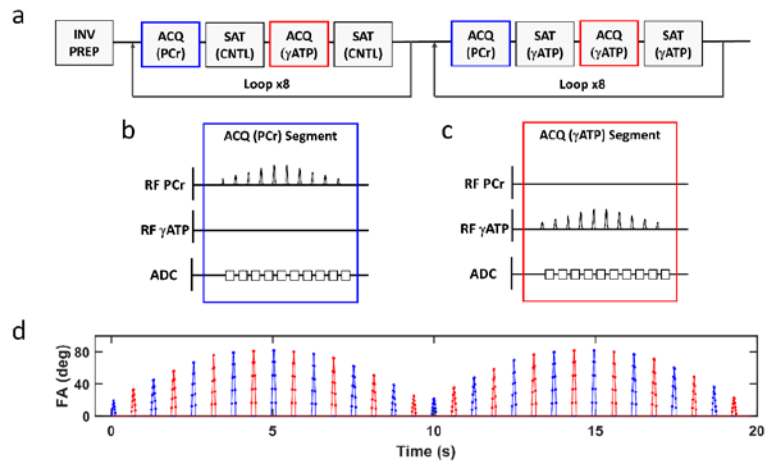 a
INV PREP
ACQ (PCr)
SAT (CNTL)
ACQ (γATP)
SAT (CNTL)
Loop x8
ACQ (PCr)
SAT (γATP)
ACQ (γATP)
SAT (γATP)
Loop x8
b
ACQ (PCr) Segment
RF PCr
RF γATP
ADC
c
ACQ (γATP) Segment
RF PCr
RF γATP
ADC
d
FA (deg)
80
40
0
0
5
10
15
20
Time (s)